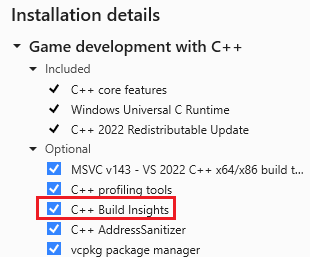 Installation details
Game development with C++
Included
C++ core features
Windows Universal C Runtime
C++ 2022 Redistributable Update
Optional
MSVC v143 - VS 2022 C++ x64/x86 build t...
C++ profiling tools
C++ Build Insights
C++ AddressSanitizer
vcpkg package manager